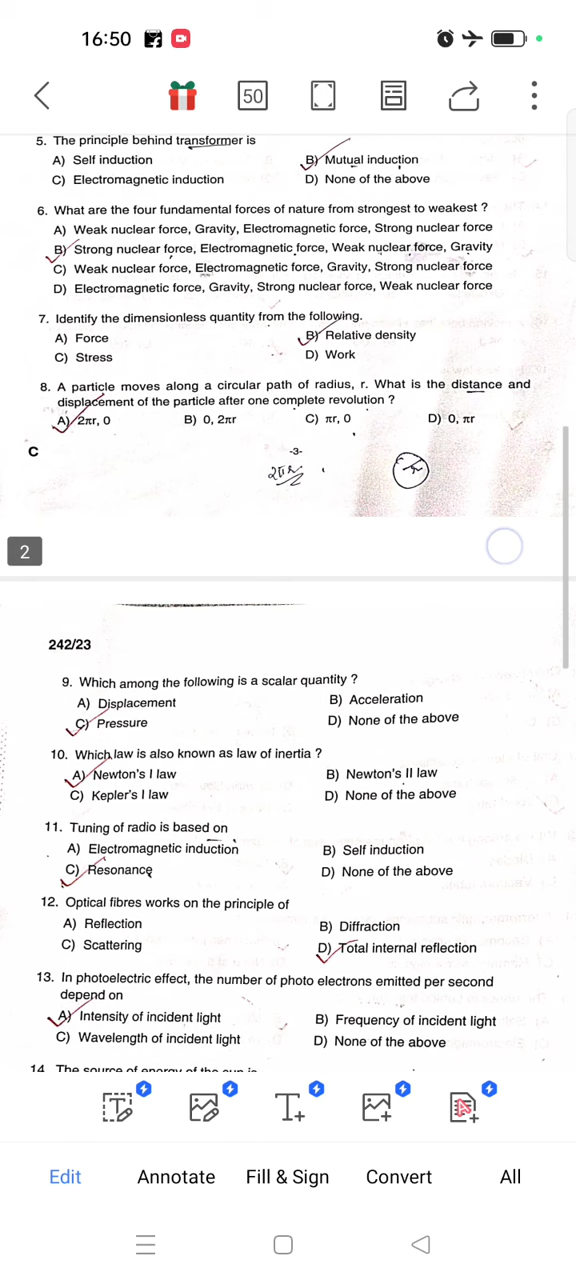 16:50
50
5. The principle behind transformer is
A) Self induction B) Mutual induction
C) Electromagnetic induction D) None of the above
6. What are the four fundamental forces of nature from strongest to weakest ?
A) Weak nuclear force, Gravity, Electromagnetic force, Strong nuclear force
B) Strong nuclear force, Electromagnetic force, Weak nuclear force, Gravity
C) Weak nuclear force, Electromagnetic force, Gravity, Strong nuclear force
D) Electromagnetic force, Gravity, Strong nuclear force, Weak nuclear force
7. Identify the dimensionless quantity from the following.
A) Force B) Relative density
C) Stress D) Work
8. A particle moves along a circular path of radius, r. What is the distance and
displacement of the particle after one complete revolution ?
A) 2πr, 0 B) 0, 2πr C) πr, 0 D) 0, πr
C -3-
2πr
2
242/23
9. Which among the following is a scalar quantity ?
A) Displacement B) Acceleration
C) Pressure D) None of the above
10. Which law is also known as law of inertia ?
A) Newton's I law B) Newton's II law
C) Kepler's I law D) None of the above
11. Tuning of radio is based on
A) Electromagnetic induction B) Self induction
C) Resonance D) None of the above
12. Optical fibres works on the principle of
A) Reflection B) Diffraction
C) Scattering D) Total internal reflection
13. In photoelectric effect, the number of photo electrons emitted per second
depend on
A) Intensity of incident light B) Frequency of incident light
C) Wavelength of incident light D) None of the above
14 The source of energy of the sun is
Edit Annotate Fill & Sign Convert All